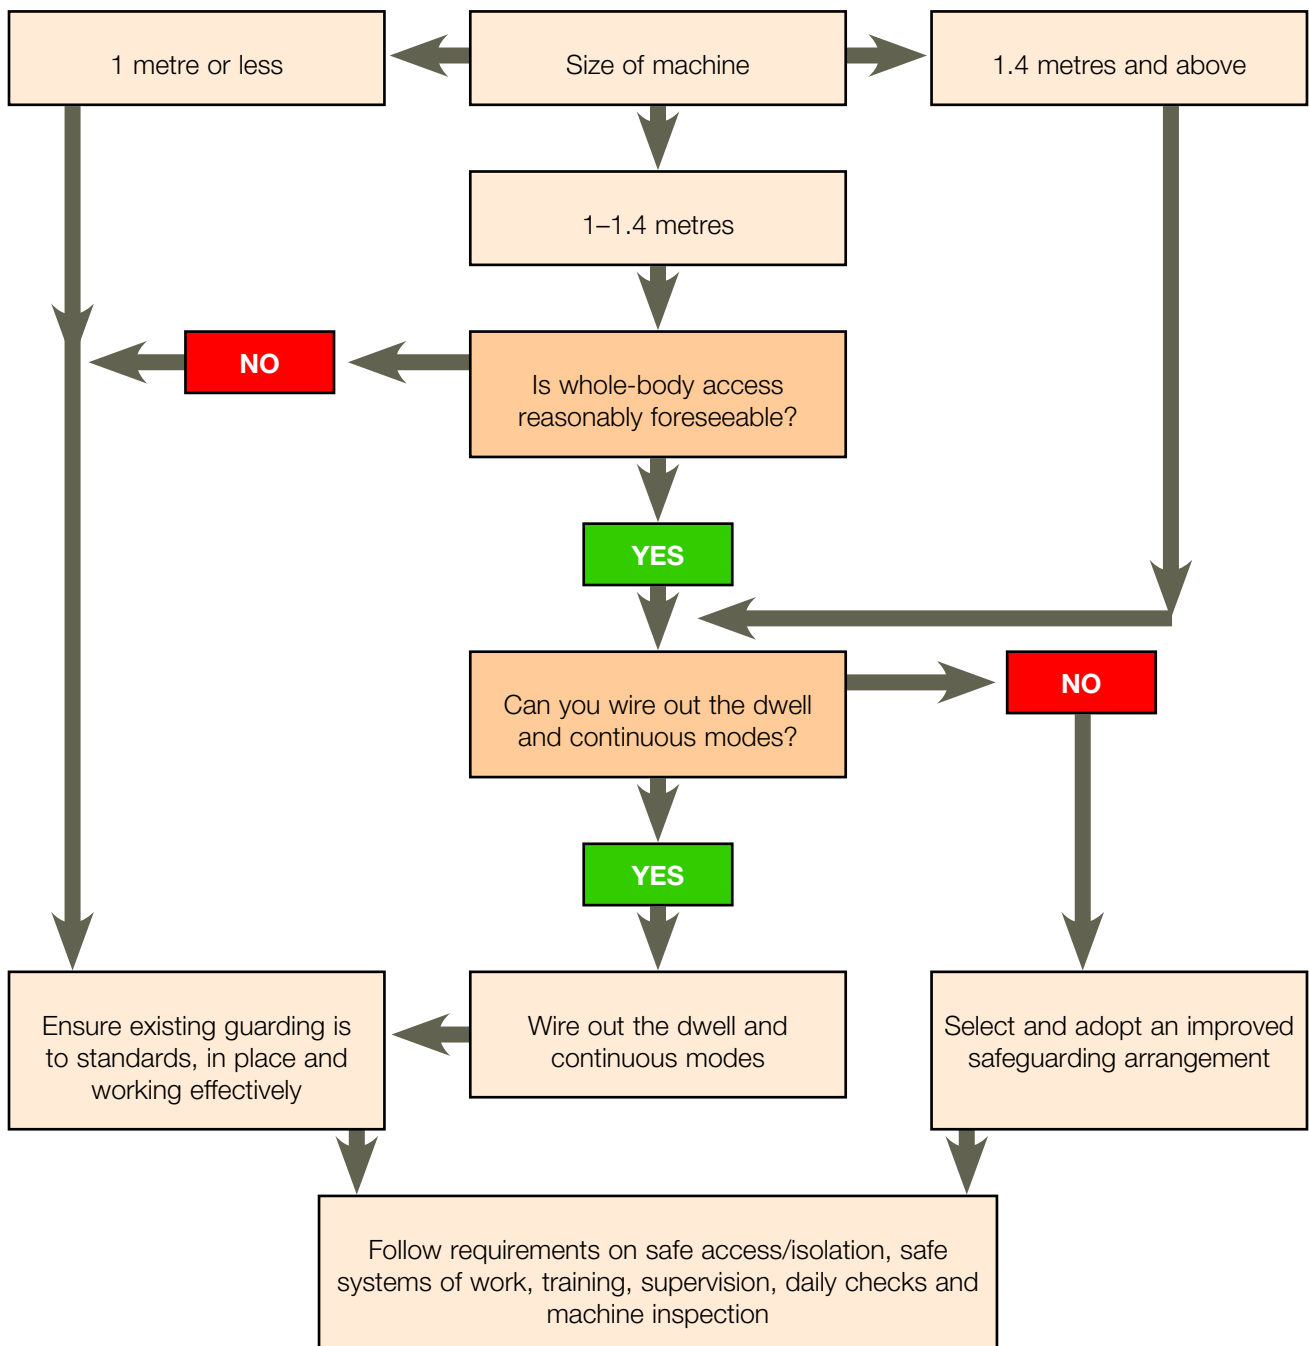 1 metre or less
Size of machine
1.4 metres and above
1–1.4 metres
NO
Is whole-body access
reasonably foreseeable?
YES
Can you wire out the dwell
and continuous modes?
NO
YES
Ensure existing guarding is
to standards, in place and
working effectively
Wire out the dwell and
continuous modes
Select and adopt an improved
safeguarding arrangement
Follow requirements on safe access/isolation, safe
systems of work, training, supervision, daily checks and
machine inspection